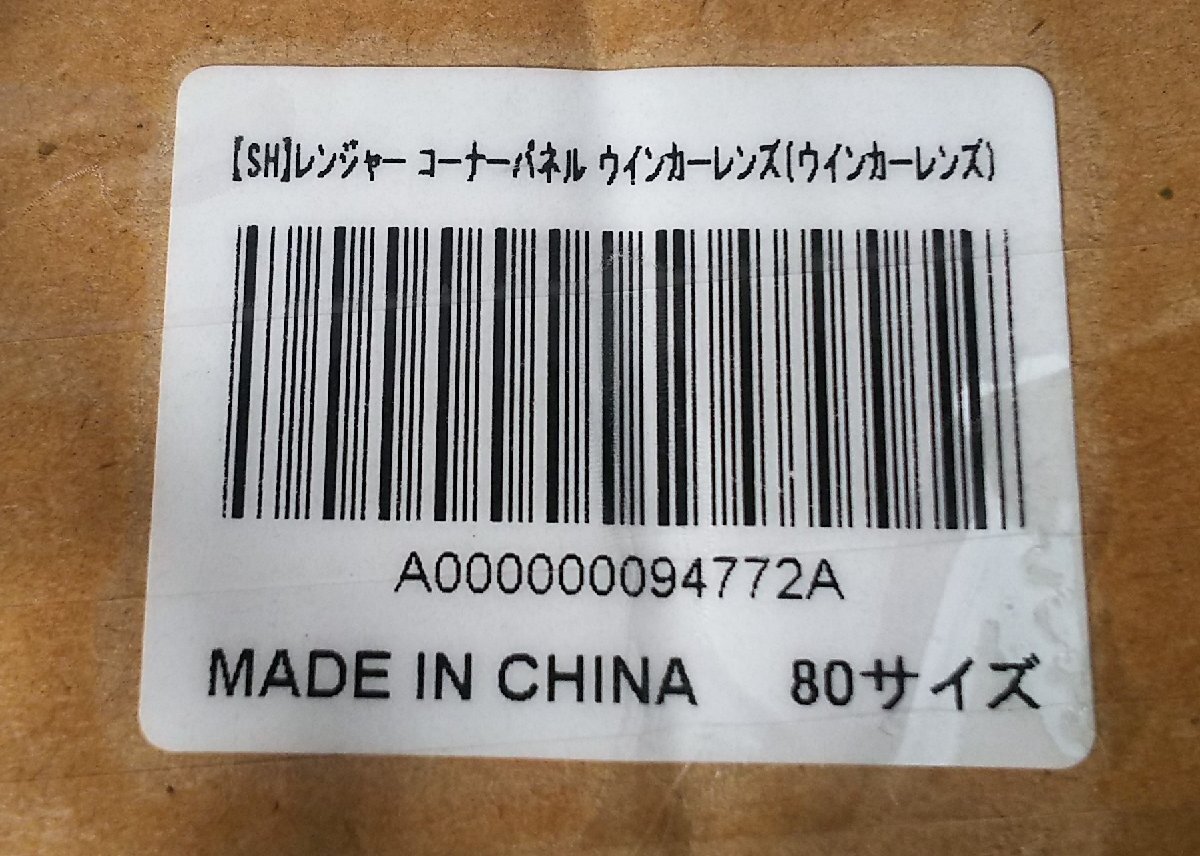 【SH】レンジャー コーナーパネル ウインカーレンズ(ウインカーレンズ)
A000000094772A
MADE IN CHINA 80サイズ